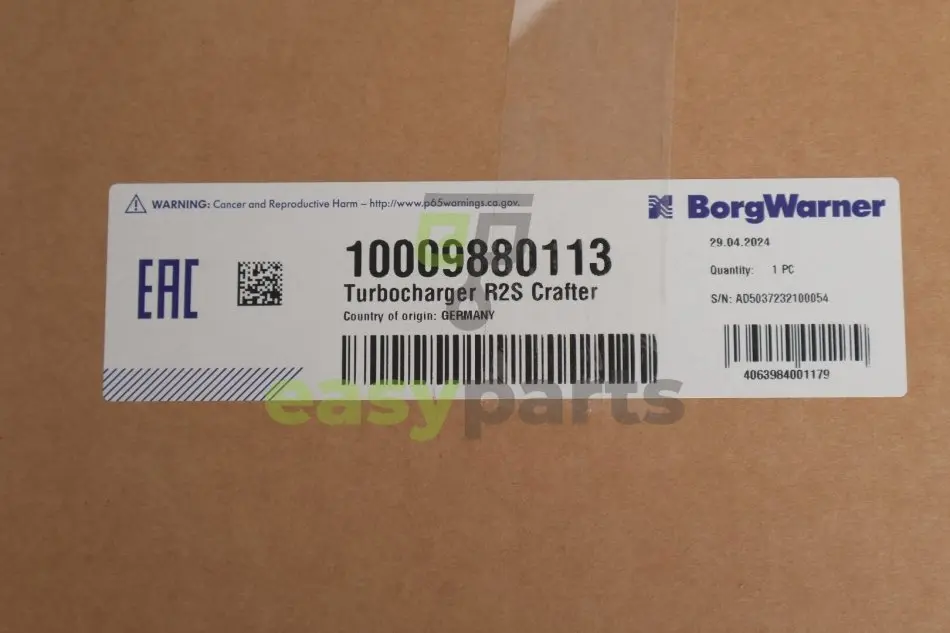 WARNING: Cancer and Reproductive Harm – http://www.p65warnings.ca.gov.
BorgWarner
29.04.2024
EAC
10009880113
Turbocharger R2S Crafter
Quantity: 1 PC
S/N: AD5037232100054
Country of origin: GERMANY
4063984001179
easyparts